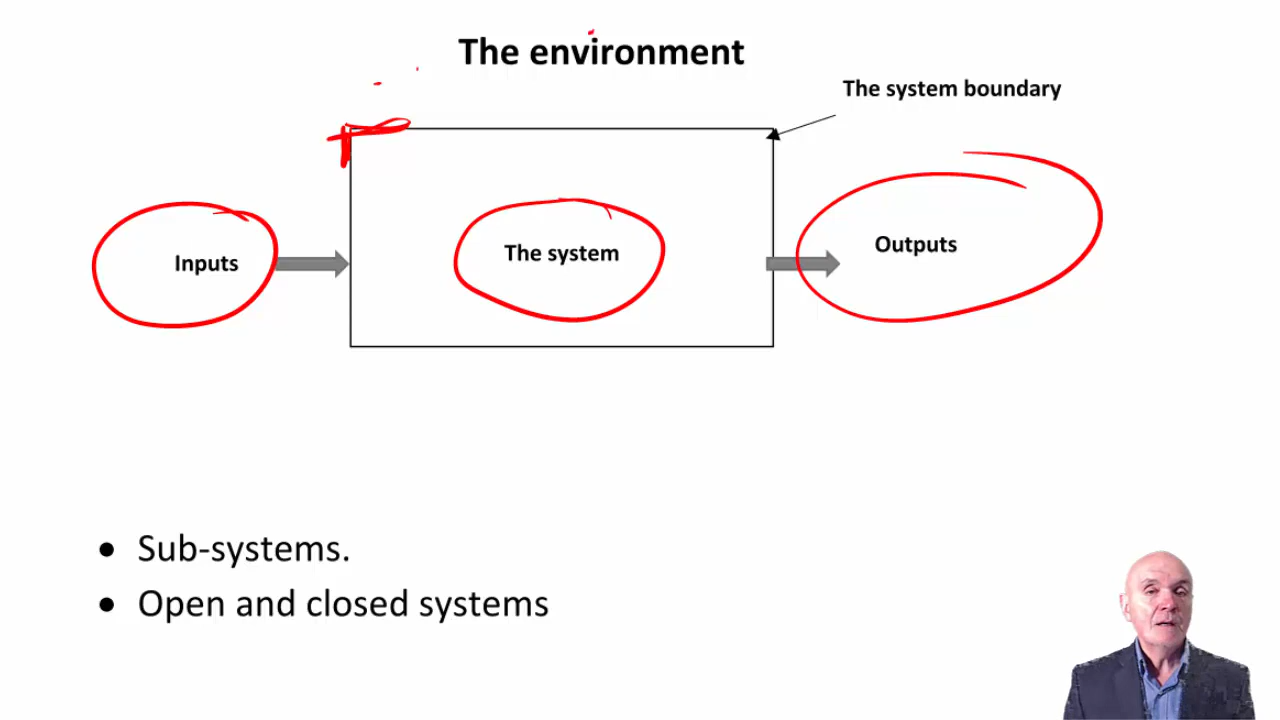 The environment
The system boundary
Inputs
The system
Outputs
• Sub-systems.
• Open and closed systems